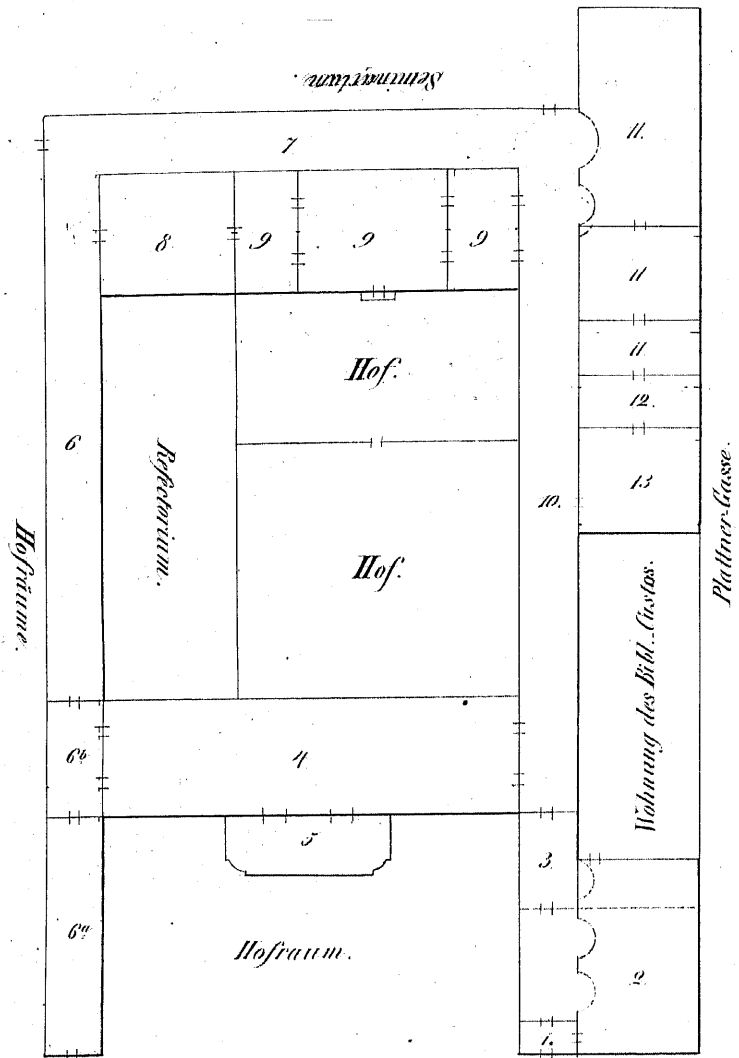 Seminarium.
7
11.
8
9
9
9
11
Hof.
11
12.
6
Refectorium.
10.
13
Plattner-Gasse.
Hofräume.
Hof.
Wohnung des Bibl.-Custos.
6b.
4
5
3.
6a.
Hofraum.
2
1.